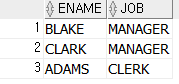 ENAME JOB
1 BLAKE MANAGER
2 CLARK MANAGER
3 ADAMS CLERK